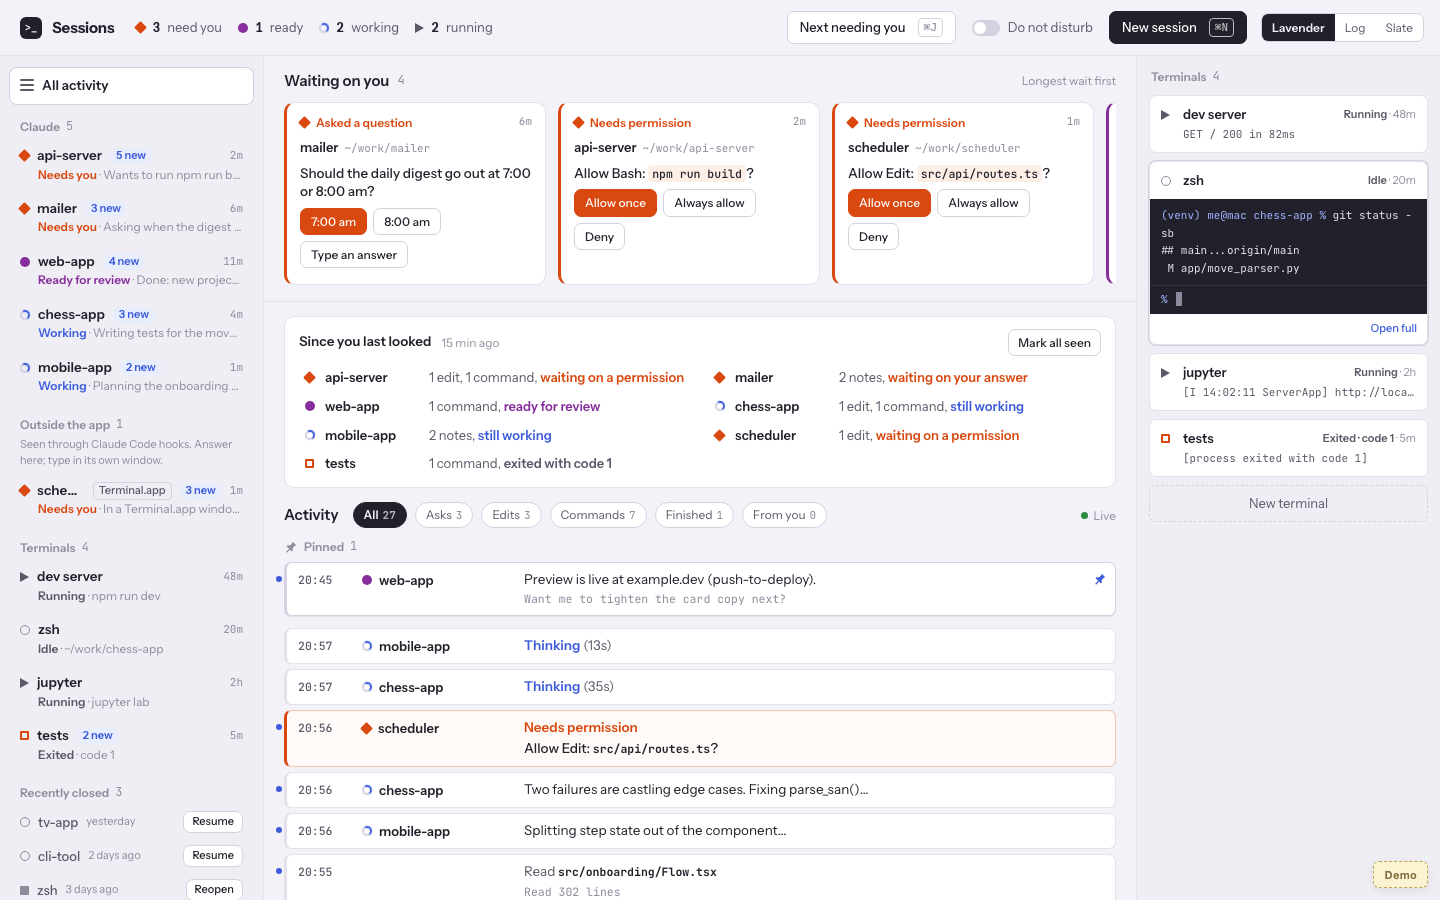 >_ Sessions 3 need you 1 ready 2 working 2 running Next needing you ⌘J Do not disturb New session ⌘N Lavender Log Slate
All activity
Claude 5
api-server 5 new 2m
Needs you · Wants to run npm run b...
mailer 3 new 6m
Needs you · Asking when the digest ...
web-app 4 new 11m
Ready for review · Done: new projec...
chess-app 3 new 4m
Working · Writing tests for the mov...
mobile-app 2 new 1m
Working · Planning the onboarding ...
Outside the app 1
Seen through Claude Code hooks. Answer
here; type in its own window.
sche... Terminal.app 3 new 1m
Needs you · In a Terminal.app windo...
Terminals 4
dev server 48m
Running · npm run dev
zsh 20m
Idle · ~/work/chess-app
jupyter 2h
Running · jupyter lab
tests 2 new 5m
Exited · code 1
Recently closed 3
tv-app yesterday Resume
cli-tool 2 days ago Resume
zsh 3 days ago Reopen
Waiting on you 4 Longest wait first
Asked a question 6m
mailer ~/work/mailer
Should the daily digest go out at 7:00
or 8:00 am?
7:00 am 8:00 am
Type an answer
Needs permission 2m
api-server ~/work/api-server
Allow Bash: npm run build ?
Allow once Always allow
Deny
Needs permission 1m
scheduler ~/work/scheduler
Allow Edit: src/api/routes.ts ?
Allow once Always allow
Deny
Since you last looked 15 min ago Mark all seen
api-server 1 edit, 1 command, waiting on a permission mailer 2 notes, waiting on your answer
web-app 1 command, ready for review chess-app 1 edit, 1 command, still working
mobile-app 2 notes, still working scheduler 1 edit, waiting on a permission
tests 1 command, exited with code 1
Activity All 27 Asks 3 Edits 3 Commands 7 Finished 1 From you 0 Live
Pinned 1
20:45 web-app Preview is live at example.dev (push-to-deploy).
Want me to tighten the card copy next?
20:57 mobile-app Thinking (13s)
20:57 chess-app Thinking (35s)
20:56 scheduler Needs permission
Allow Edit: src/api/routes.ts?
20:56 chess-app Two failures are castling edge cases. Fixing parse_san()...
20:56 mobile-app Splitting step state out of the component...
20:55 Read src/onboarding/Flow.tsx
Read 302 lines
Terminals 4
dev server Running · 48m
GET / 200 in 82ms
zsh Idle · 20m
(venv) me@mac chess-app % git status -
sb
## main...origin/main
M app/move_parser.py
%
Open full
jupyter Running · 2h
[I 14:02:11 ServerApp] http://loca...
tests Exited · code 1 · 5m
[process exited with code 1]
New terminal
Demo